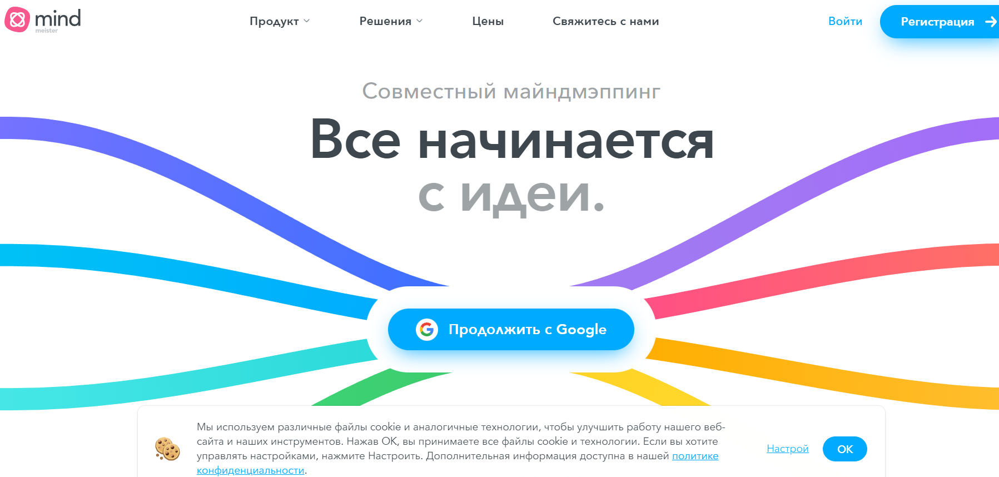 mind
meister
Продукт
Решения
Цены
Свяжитесь с нами
Войти
Регистрация
Совместный майндмэппинг
Все начинается
с идеи.
Продолжить с Google
Мы используем различные файлы cookie и аналогичные технологии, чтобы улучшить работу нашего веб-
сайта и наших инструментов. Нажав ОК, вы принимаете все файлы cookie и технологии. Если вы хотите
управлять настройками, нажмите Настроить. Дополнительная информация доступна в нашей политике
конфиденциальности.
Настрой
ОК